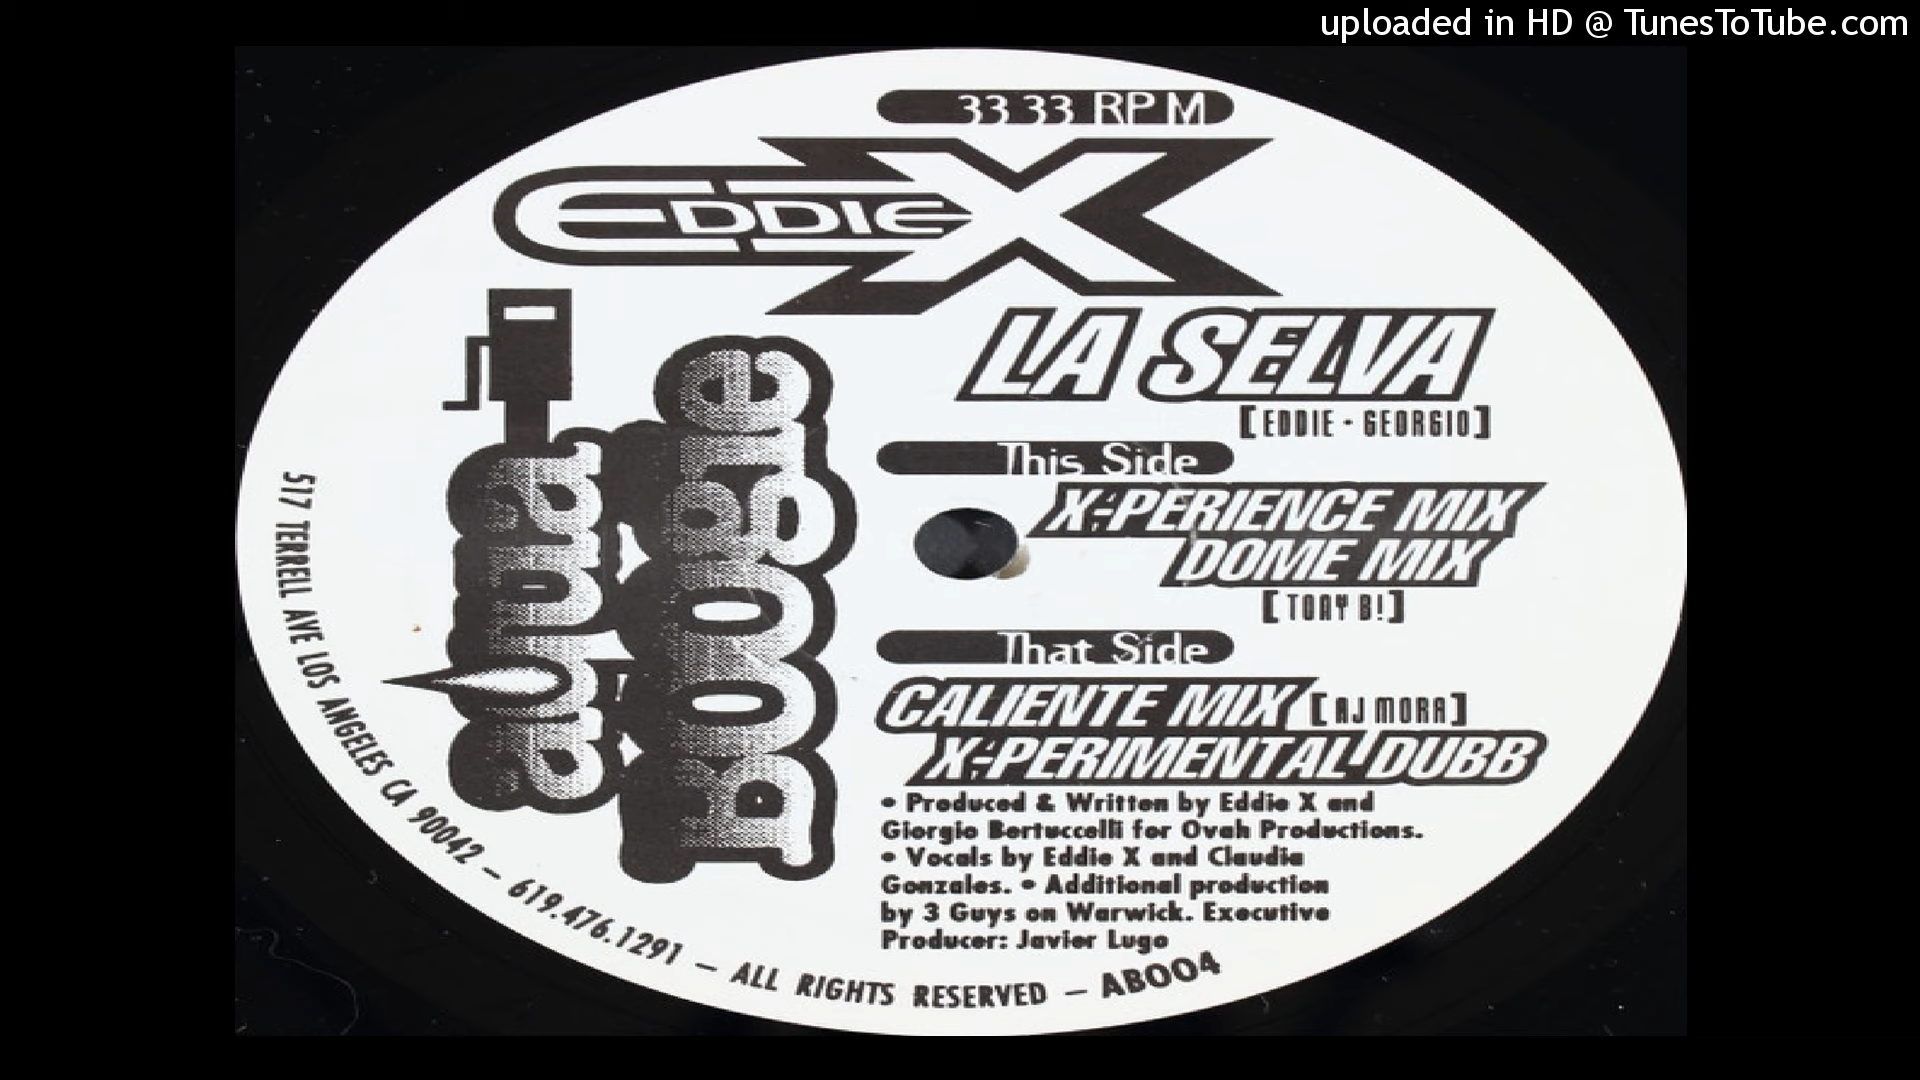 uploaded in HD @ TunesToTube.com
33 33 RPM
EDDIE X
LA SELVA
[EDDIE - GEORGIO]
This Side
X-PERIENCE MIX
DOME MIX
[TONY B!]
That Side
CALIENTE MIX [AJ MORA]
X-PERIMENTAL DUBB
• Produced & Written by Eddie X and
Giorgio Bertuccelli for Ovah Productions.
• Vocals by Eddie X and Claudia
Gonzales. • Additional production
by 3 Guys on Warwick. Executive
Producer: Javier Lugo
aqua
Boogie
517 TERRELL AVE LOS ANGELES CA 90042 – 619.476.1291 – ALL RIGHTS RESERVED – AB004